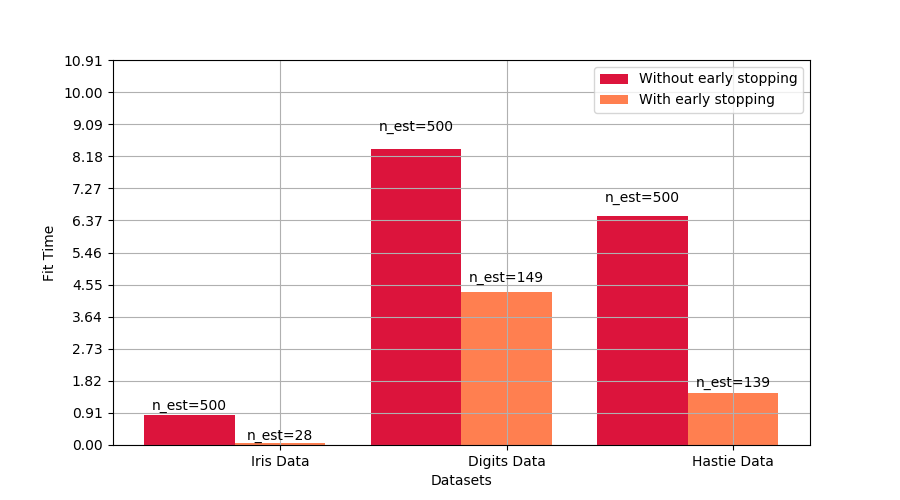 10.91
10.00
9.09
8.18
7.27
6.37
5.46
4.55
3.64
2.73
1.82
0.91
0.00
Fit Time
Without early stopping
With early stopping
n_est=500
n_est=28
n_est=500
n_est=149
n_est=500
n_est=139
Iris Data
Digits Data
Hastie Data
Datasets